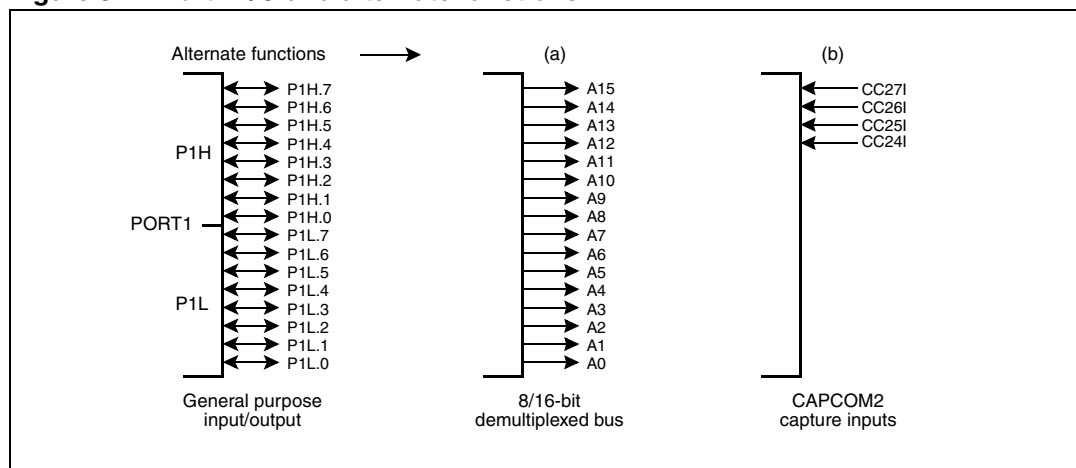 Alternate functions
(a)
(b)
P1H.7
P1H.6
P1H.5
P1H.4
P1H.3
P1H.2
P1H.1
P1H.0
P1L.7
P1L.6
P1L.5
P1L.4
P1L.3
P1L.2
P1L.1
P1L.0
P1H
PORT1
P1L
General purpose
input/output
A15
A14
A13
A12
A11
A10
A9
A8
A7
A6
A5
A4
A3
A2
A1
A0
8/16-bit
demultiplexed bus
CC27I
CC26I
CC25I
CC24I
CAPCOM2
capture inputs